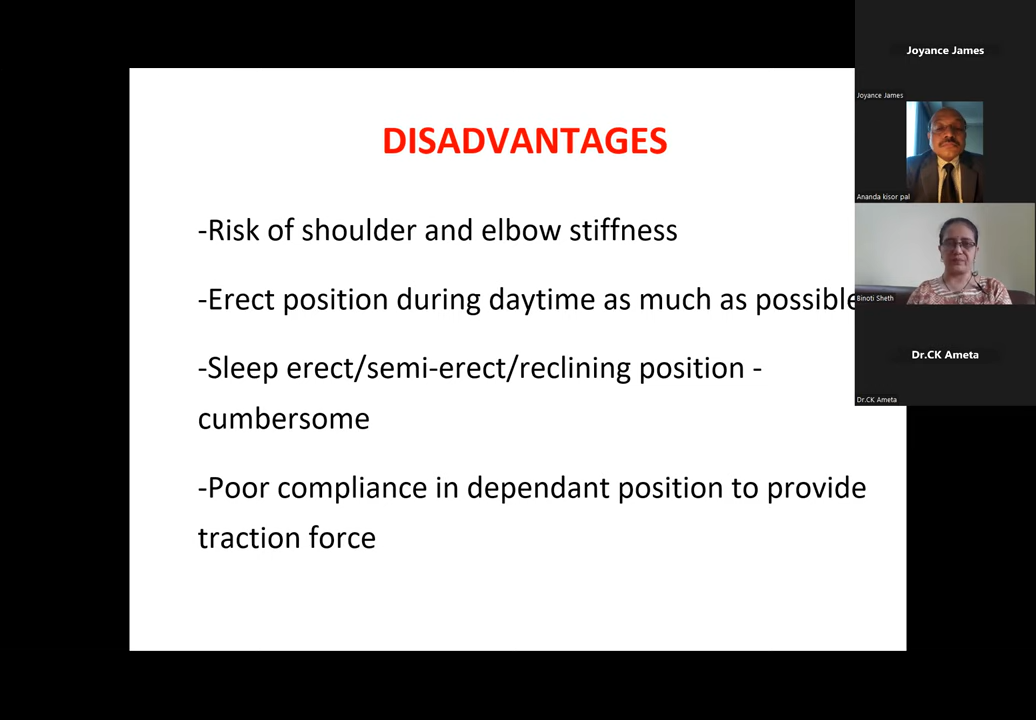 DISADVANTAGES
-Risk of shoulder and elbow stiffness
-Erect position during daytime as much as possible
-Sleep erect/semi-erect/reclining position -
cumbersome
-Poor compliance in dependant position to provide
traction force
Joyance James
Joyance James
Ananda kisor pal
Binoti Sheth
Dr.CK Ameta
Dr.CK Ameta